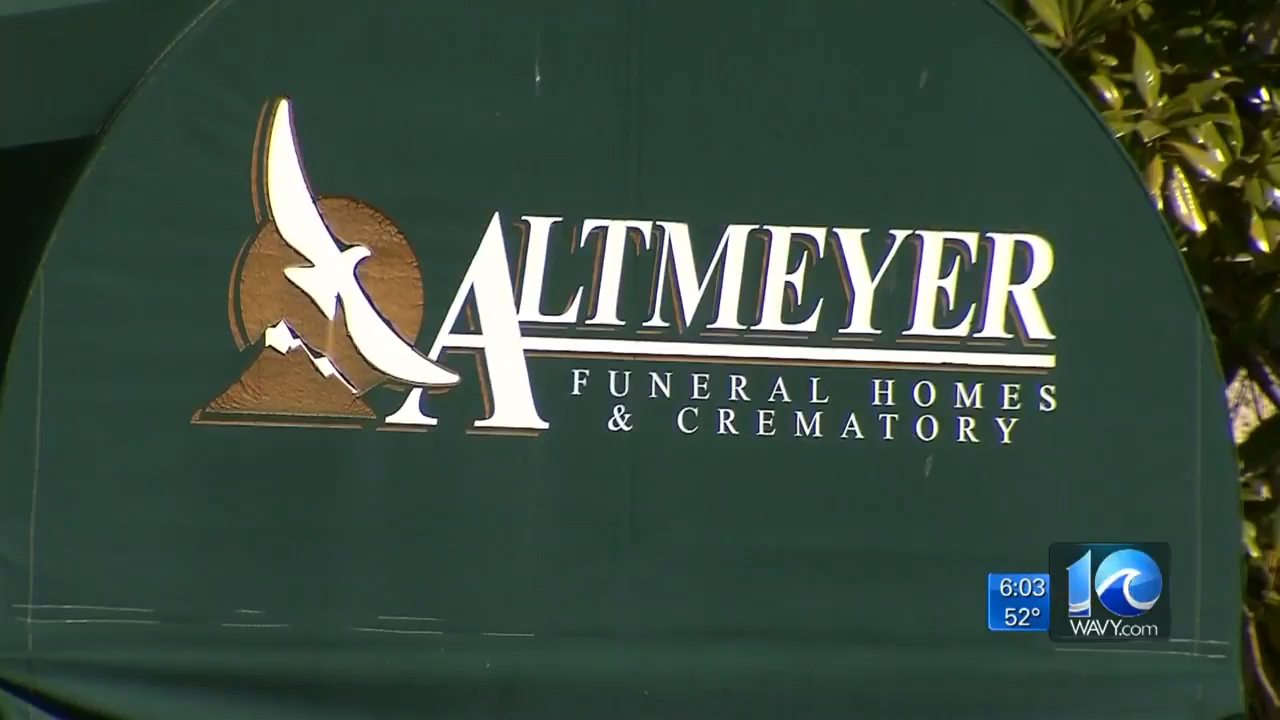 ALTMEYER
FUNERAL HOMES
& CREMATORY
6:03
52°
10
WAVY.com